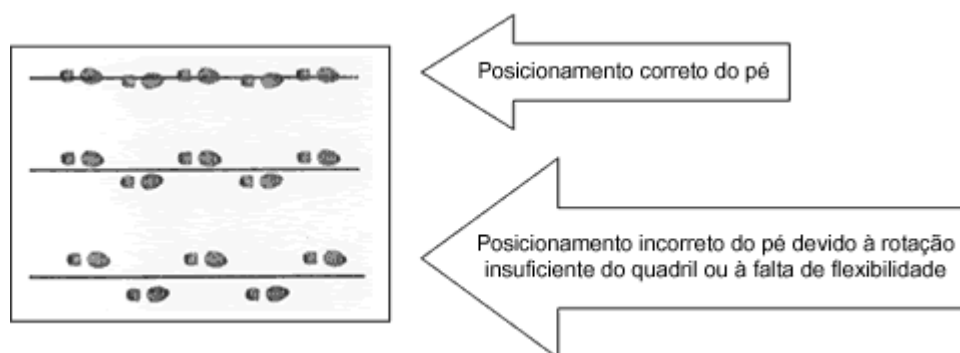 Posicionamento correto do pé
Posicionamento incorreto do pé devido à rotação
insuficiente do quadril ou à falta de flexibilidade